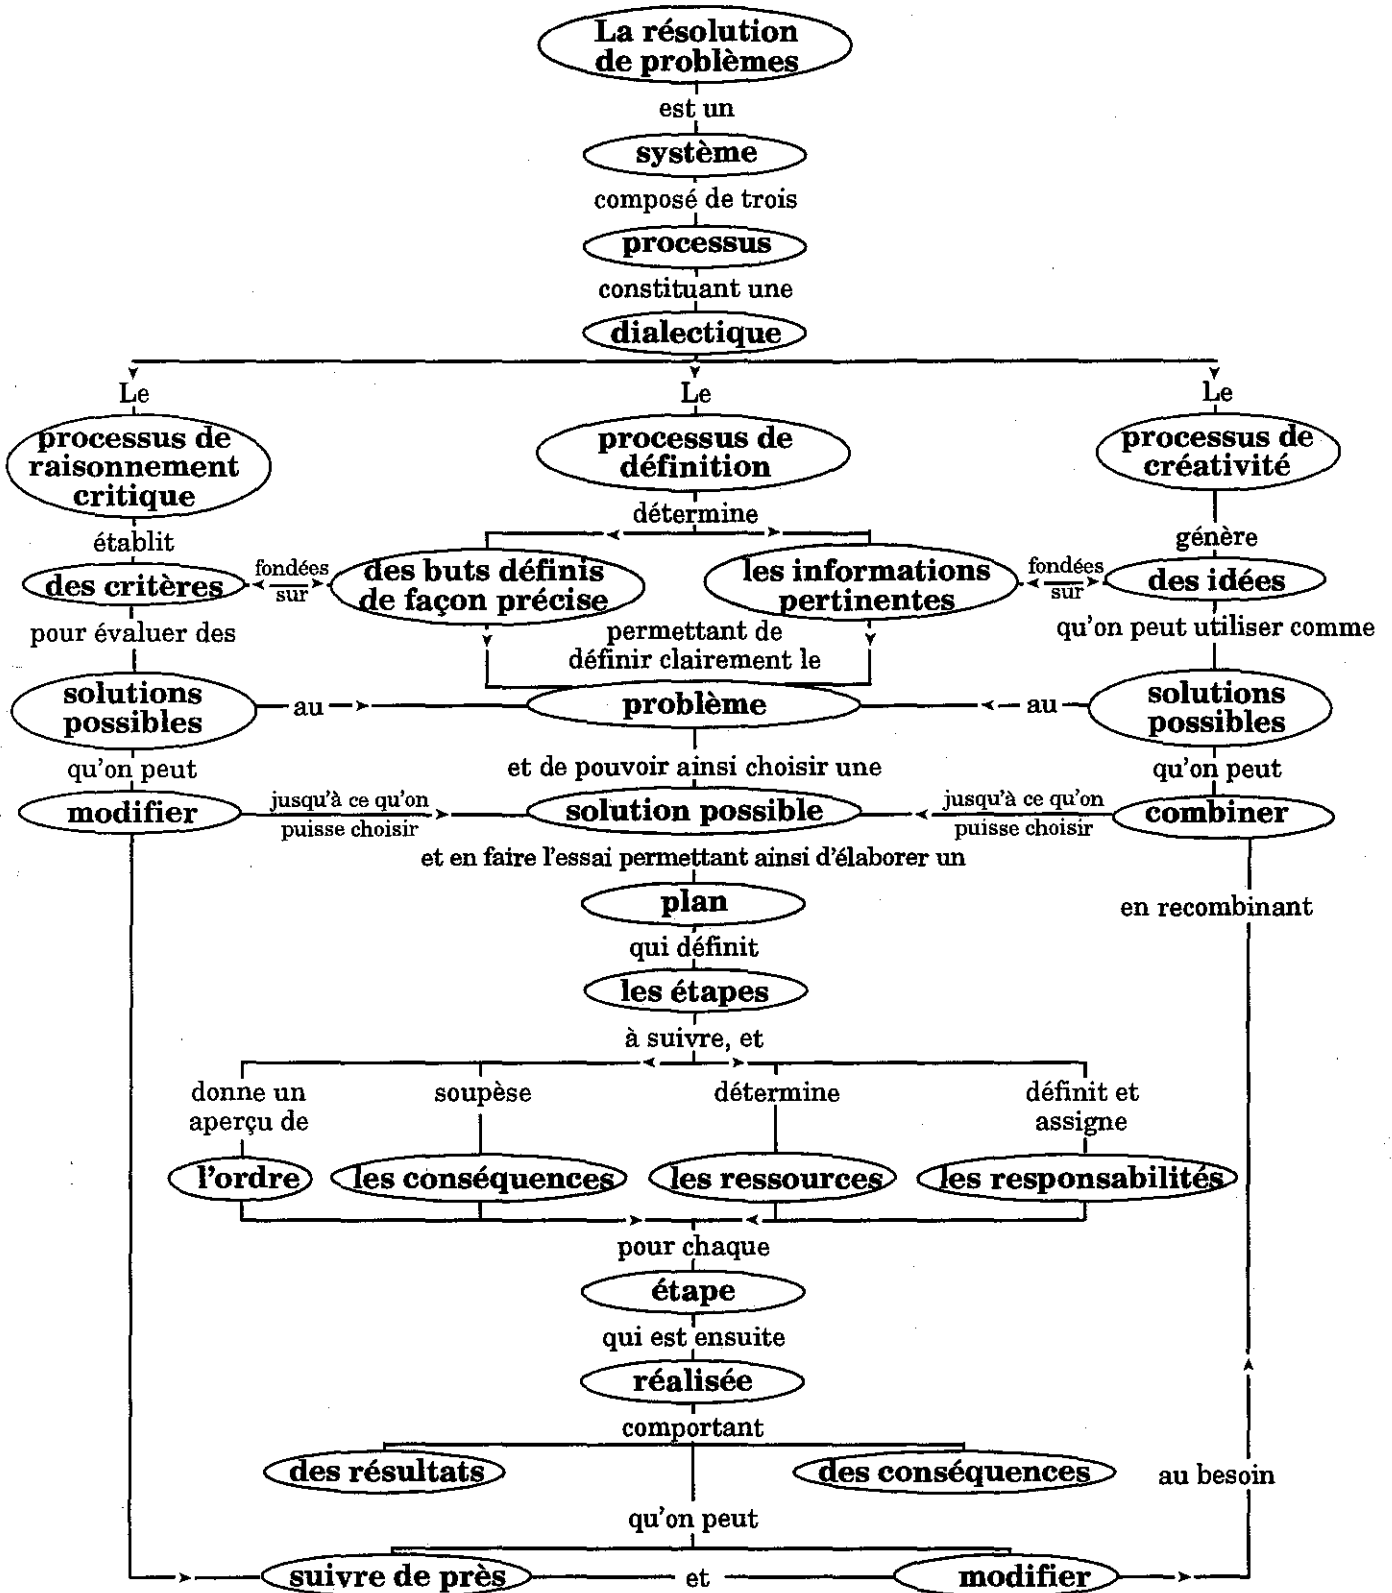 La résolution
de problèmes
est un
système
composé de trois
processus
constituant une
dialectique
Le
Le
Le
processus de
raisonnement
critique
processus de
définition
processus de
créativité
détermine
établit
génère
des critères
fondées
sur
des buts définis
de façon précise
les informations
pertinentes
fondées
sur
des idées
pour évaluer des
permettant de
définir clairement le
qu'on peut utiliser comme
solutions
possibles
au
problème
au
solutions
possibles
qu'on peut
et de pouvoir ainsi choisir une
qu'on peut
modifier
jusqu'à ce qu'on
puisse choisir
solution possible
jusqu'à ce qu'on
puisse choisir
combiner
et en faire l'essai permettant ainsi d'élaborer un
plan
en recombinant
qui définit
les étapes
à suivre, et
donne un
aperçu de
soupèse
détermine
définit et
assigne
l'ordre
les conséquences
les ressources
les responsabilités
pour chaque
étape
qui est ensuite
réalisée
comportant
des résultats
des conséquences
au besoin
qu'on peut
suivre de près
et
modifier